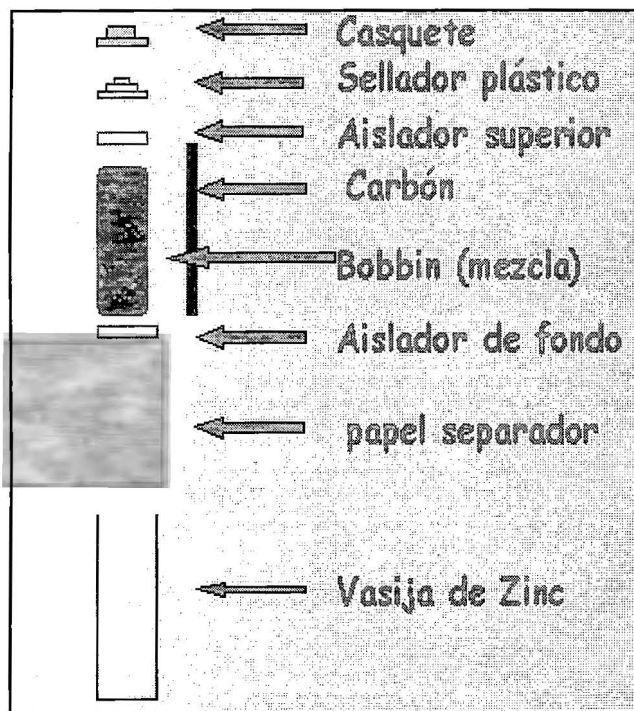 Casquete
Sellador plástico
Aislador superior
Carbón
Bobbin (mezcla)
Aislador de fondo
papel separador
Vasija de Zinc